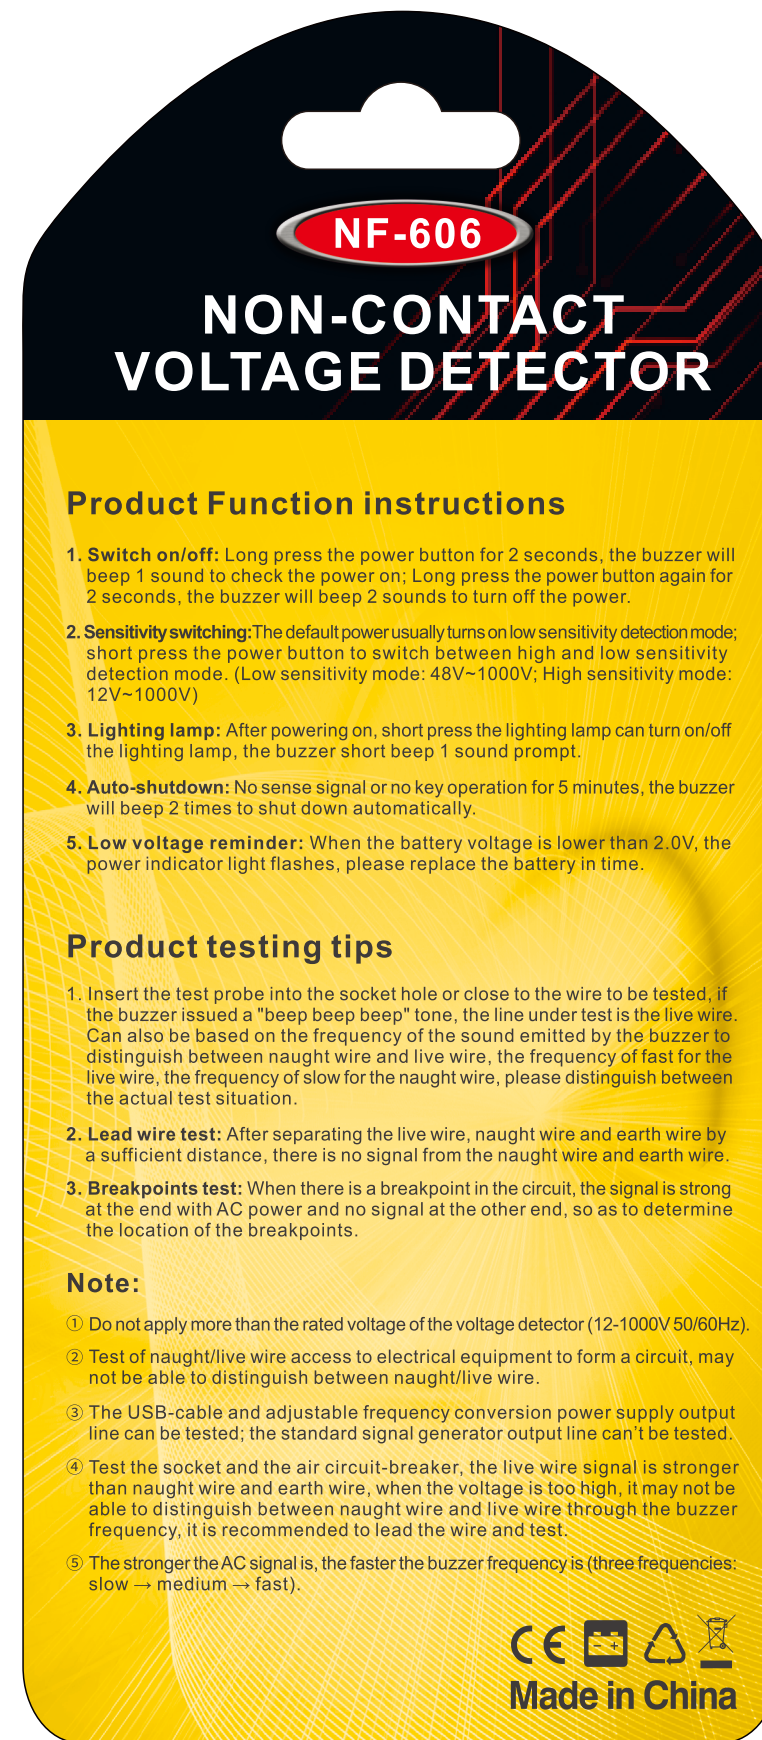 NF-606
NON-CONTACT
VOLTAGE DETECTOR
Product Function instructions
1. Switch on/off: Long press the power button for 2 seconds, the buzzer will
beep 1 sound to check the power on; Long press the power button again for
2 seconds, the buzzer will beep 2 sounds to turn off the power.
2. Sensitivity switching:The default power usually turns on low sensitivity detection mode;
short press the power button to switch between high and low sensitivity
detection mode. (Low sensitivity mode: 48V~1000V; High sensitivity mode:
12V~1000V)
3. Lighting lamp: After powering on, short press the lighting lamp can turn on/off
the lighting lamp, the buzzer short beep 1 sound prompt.
4. Auto-shutdown: No sense signal or no key operation for 5 minutes, the buzzer
will beep 2 times to shut down automatically.
5. Low voltage reminder: When the battery voltage is lower than 2.0V, the
power indicator light flashes, please replace the battery in time.
Product testing tips
1. Insert the test probe into the socket hole or close to the wire to be tested, if
the buzzer issued a "beep beep beep" tone, the line under test is the live wire.
Can also be based on the frequency of the sound emitted by the buzzer to
distinguish between naught wire and live wire, the frequency of fast for the
live wire, the frequency of slow for the naught wire, please distinguish between
the actual test situation.
2. Lead wire test: After separating the live wire, naught wire and earth wire by
a sufficient distance, there is no signal from the naught wire and earth wire.
3. Breakpoints test: When there is a breakpoint in the circuit, the signal is strong
at the end with AC power and no signal at the other end, so as to determine
the location of the breakpoints.
Note:
① Do not apply more than the rated voltage of the voltage detector (12-1000V 50/60Hz).
② Test of naught/live wire access to electrical equipment to form a circuit, may
not be able to distinguish between naught/live wire.
③ The USB-cable and adjustable frequency conversion power supply output
line can be tested; the standard signal generator output line can't be tested.
④ Test the socket and the air circuit-breaker, the live wire signal is stronger
than naught wire and earth wire, when the voltage is too high, it may not be
able to distinguish between naught wire and live wire through the buzzer
frequency, it is recommended to lead the wire and test.
⑤ The stronger the AC signal is, the faster the buzzer frequency is (three frequencies:
slow → medium → fast).
CE
Made in China